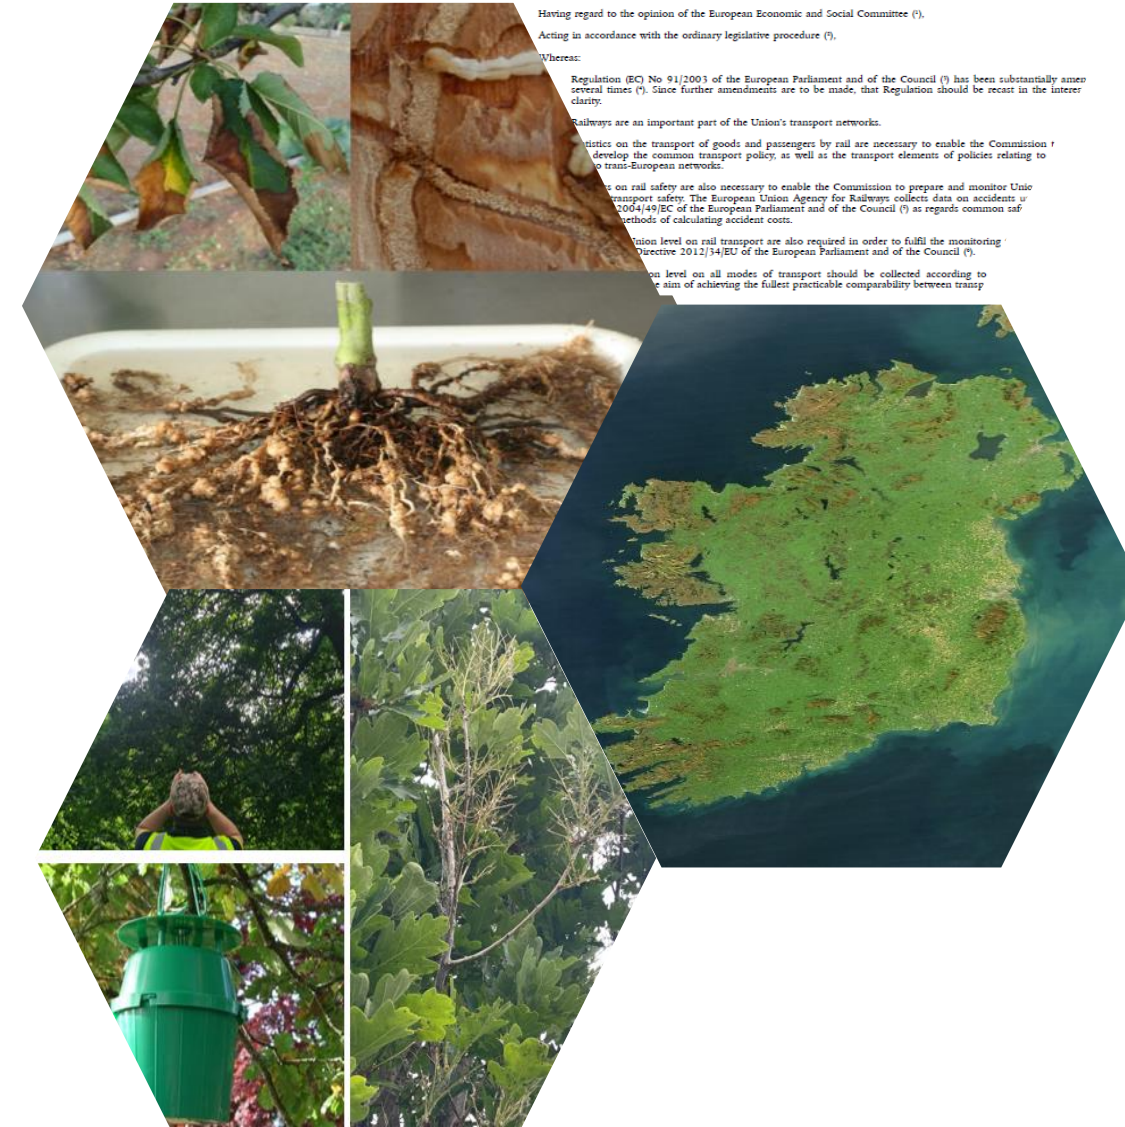 Having regard to the opinion of the European Economic and Social Committee (¹),
Acting in accordance with the ordinary legislative procedure (²),
Whereas:
Regulation (EC) No 91/2003 of the European Parliament and of the Council (³) has been substantially amen
several times (⁴). Since further amendments are to be made, that Regulation should be recast in the interer
clarity.
Railways are an important part of the Union's transport networks.
tistics on the transport of goods and passengers by rail are necessary to enable the Commission
develop the common transport policy, as well as the transport elements of policies relating to
o trans-European networks.
s on rail safety are also necessary to enable the Commission to prepare and monitor Unio
transport safety. The European Union Agency for Railways collects data on accidents u
2004/49/EC of the European Parliament and of the Council (⁵) as regards common saf
nethods of calculating accident costs.
Union level on rail transport are also required in order to fulfil the monitoring
Directive 2012/34/EU of the European Parliament and of the Council (⁶).
on level on all modes of transport should be collected according to
e aim of achieving the fullest practicable comparability between transp